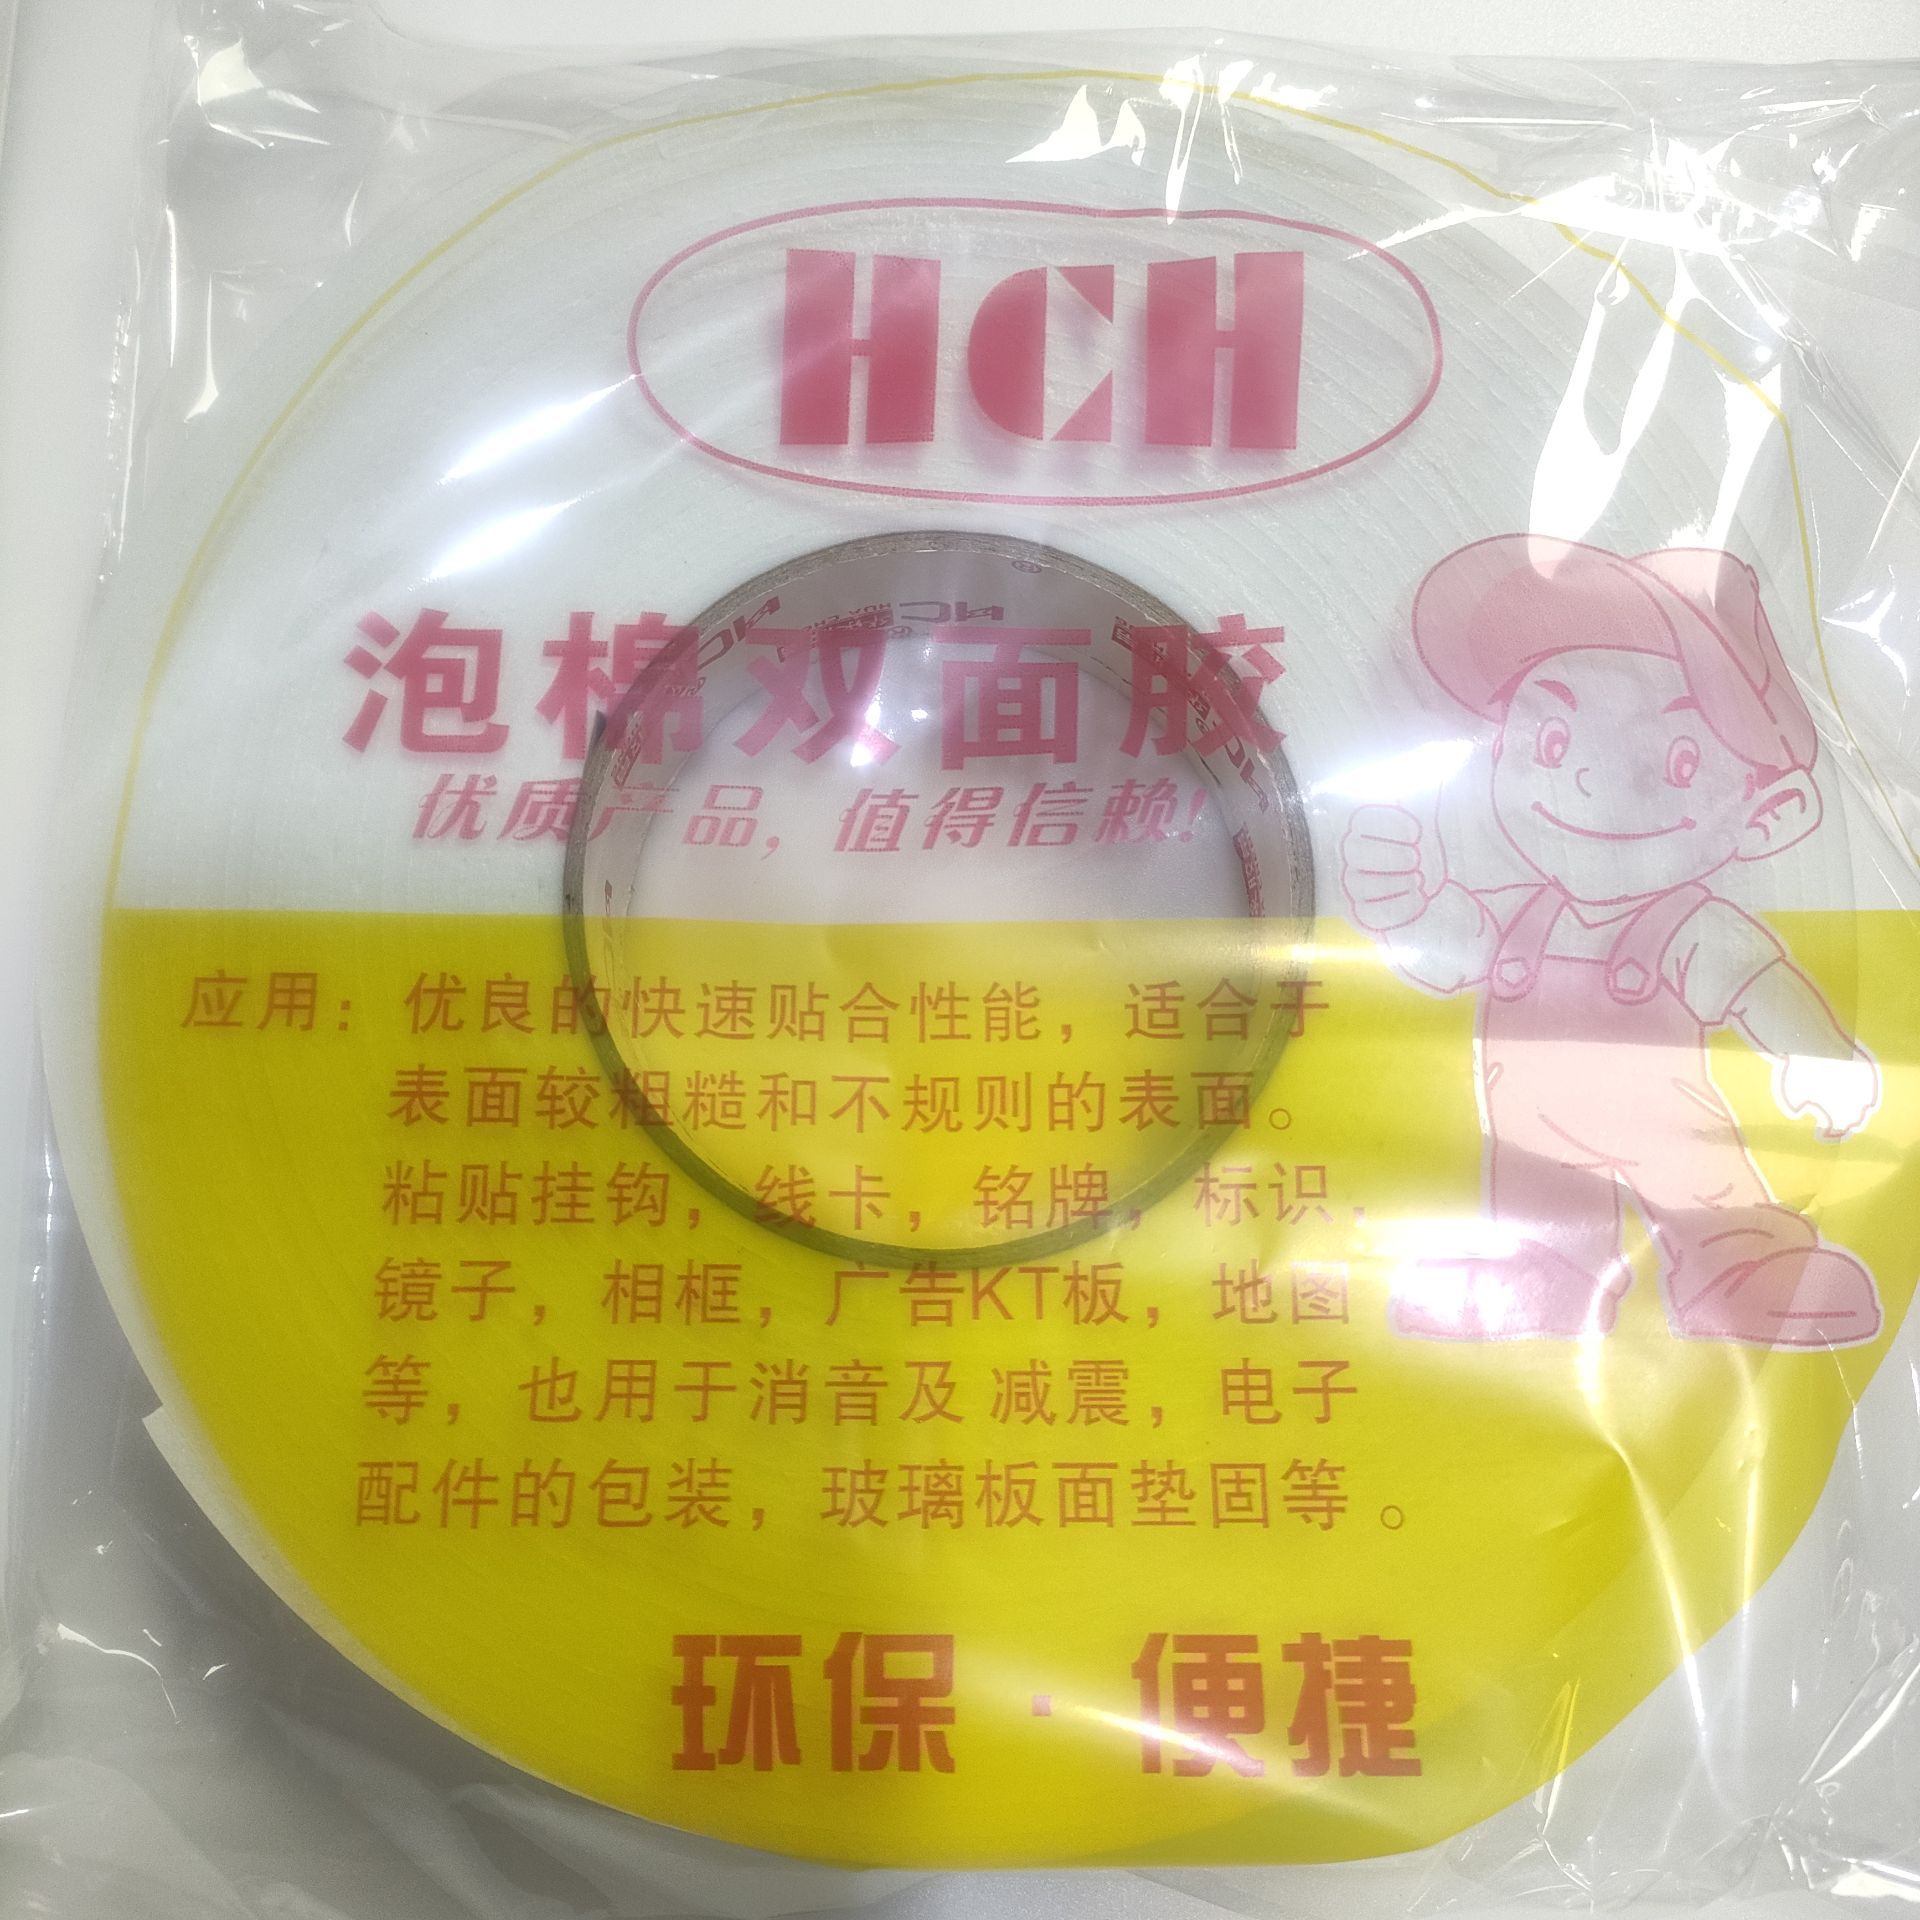 HCH
泡棉双面胶
优质产品，值得信赖!
应用：优良的快速贴合性能，适合于
表面较粗糙和不规则的表面。
粘贴挂钩，线卡，铭牌，标识，
镜子，相框，广告KT板，地图
等，也用于消音及减震，电子
配件的包装，玻璃板面垫固等。
环保·便捷